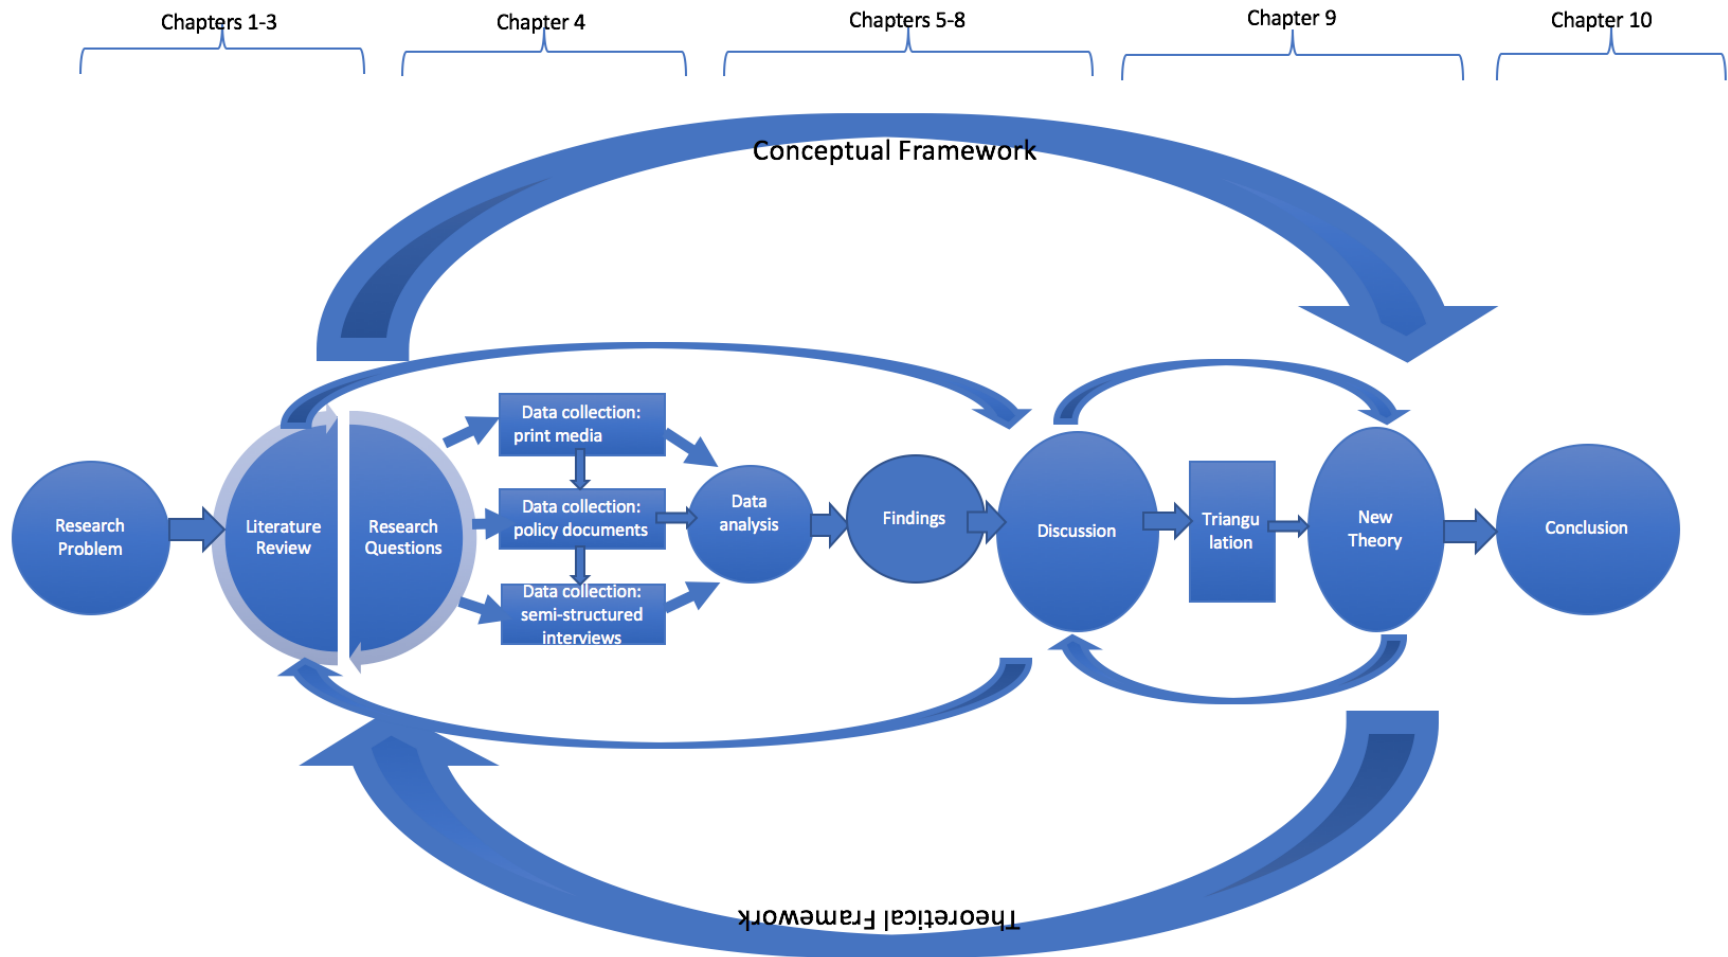 Chapters 1-3
Chapter 4
Chapters 5-8
Chapter 9
Chapter 10
Conceptual Framework
Research
Problem
Literature
Review
Research
Questions
Data collection:
print media
Data collection:
policy documents
Data collection:
semi-structured
interviews
Data
analysis
Findings
Discussion
Triangu
lation
New
Theory
Conclusion
Theoretical Framework